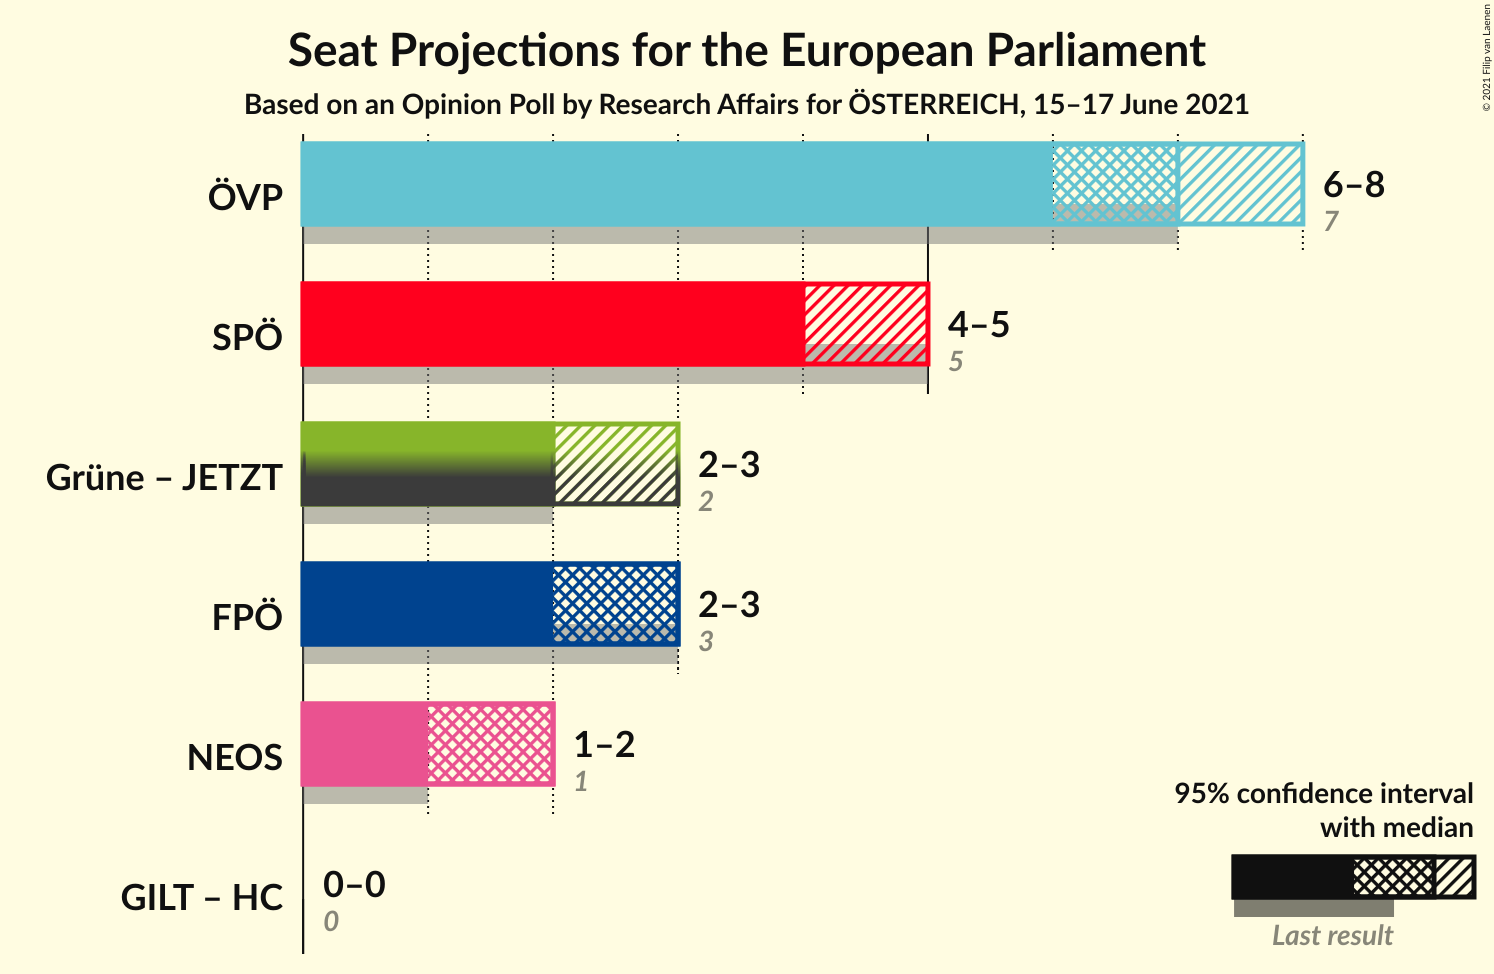 Seat Projections for the European Parliament
Based on an Opinion Poll by Research Affairs for ÖSTERREICH, 15–17 June 2021
© 2021 Filip van Laenen
ÖVP
6–8
7
SPÖ
4–5
5
Grüne – JETZT
2–3
2
FPÖ
2–3
3
NEOS
1–2
1
GILT – HC
0–0
0
95% confidence interval
with median
Last result